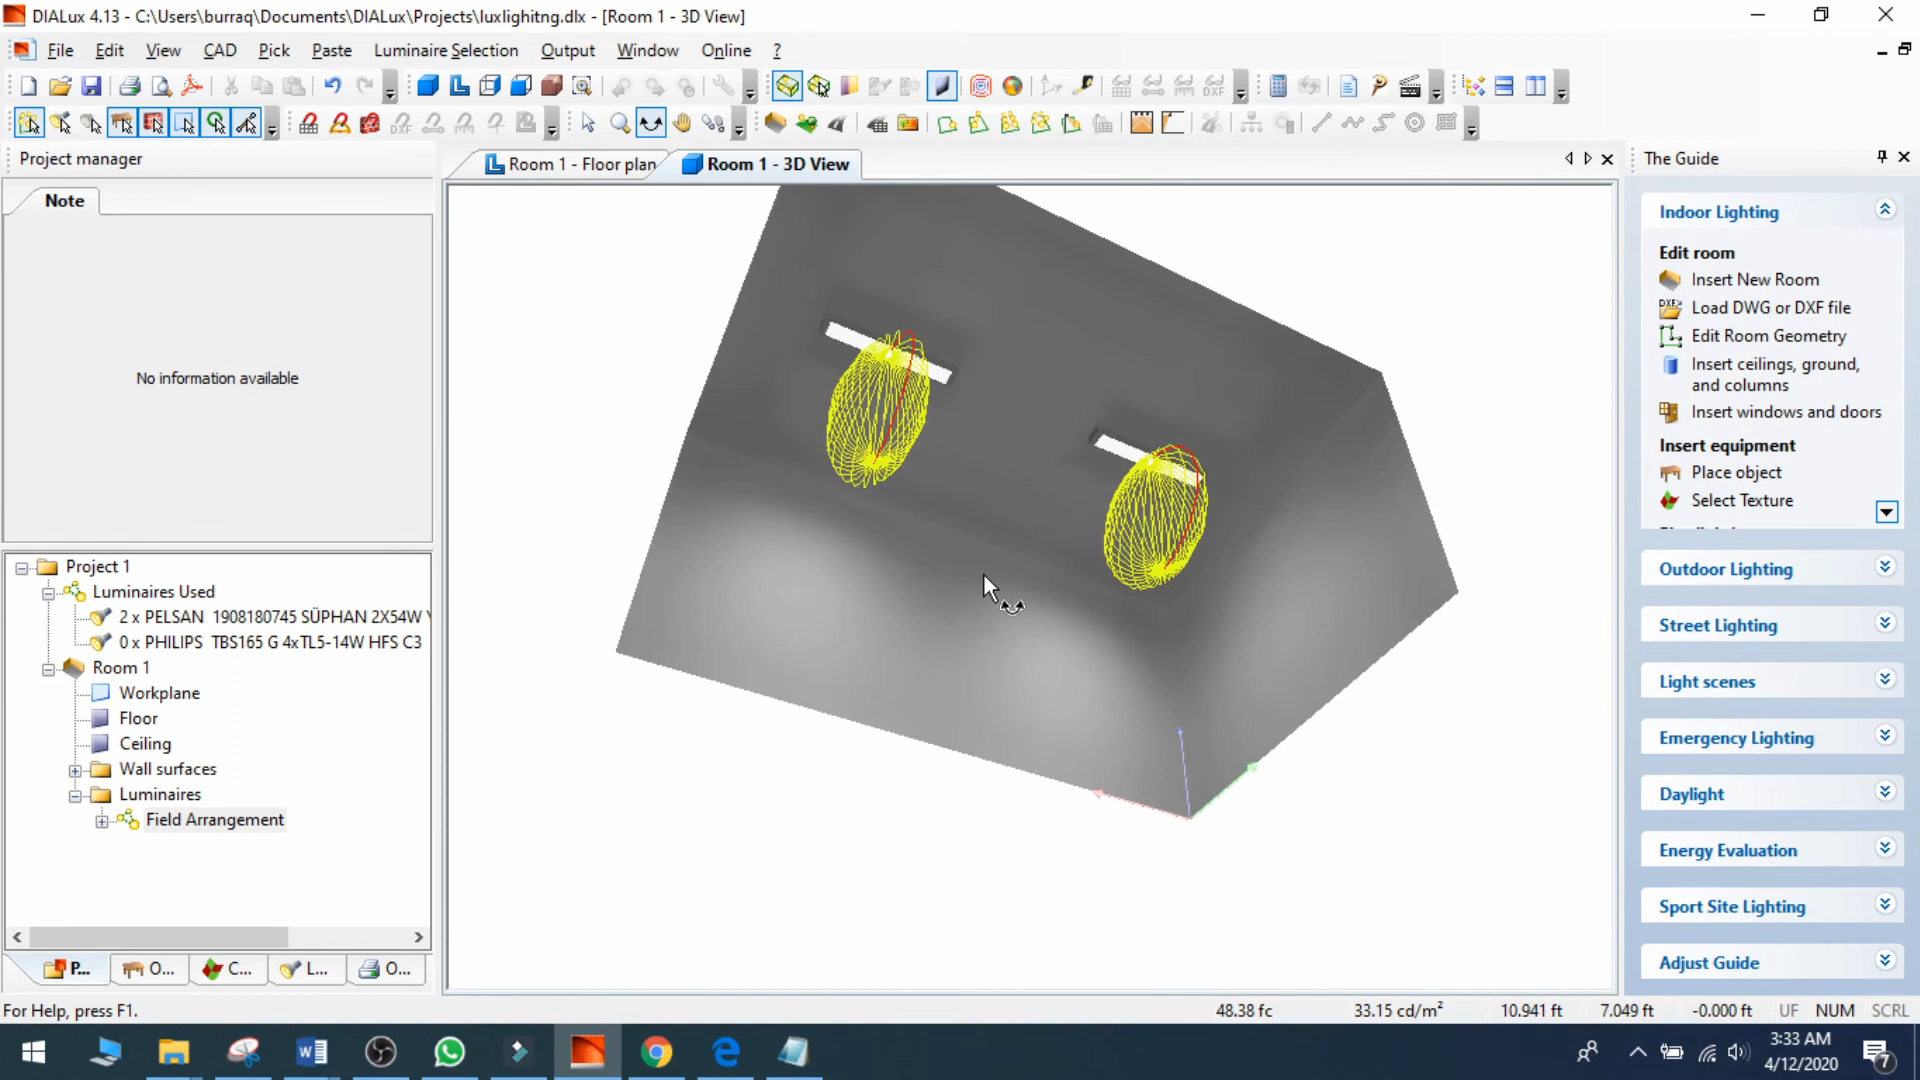 DIALux 4.13 - C:\Users\burraq\Documents\DIALux\Projects\luxlighitng.dlx - [Room 1 - 3D View]
File Edit View CAD Pick Paste Luminaire Selection Output Window Online ?
DXF
DXF
Project manager
Room 1 - Floor plan
Room 1 - 3D View
The Guide
Note
No information available
Indoor Lighting
Edit room
Insert New Room
DXF Load DWG or DXF file
Edit Room Geometry
Insert ceilings, ground,
and columns
Insert windows and doors
Insert equipment
Place object
Select Texture
Outdoor Lighting
Street Lighting
Light scenes
Emergency Lighting
Daylight
Energy Evaluation
Sport Site Lighting
Adjust Guide
Project 1
Luminaires Used
2 x PELSAN 1908180745 SÜPHAN 2X54W
0 x PHILIPS TBS165 G 4xTL5-14W HFS C3
Room 1
Workplane
Floor
Ceiling
Wall surfaces
Luminaires
Field Arrangement
P... O... C... L... O...
For Help, press F1.
48.38 fc 33.15 cd/m² 10.941 ft 7.049 ft -0.000 ft UF NUM SCRL
3:33 AM
4/12/2020
7